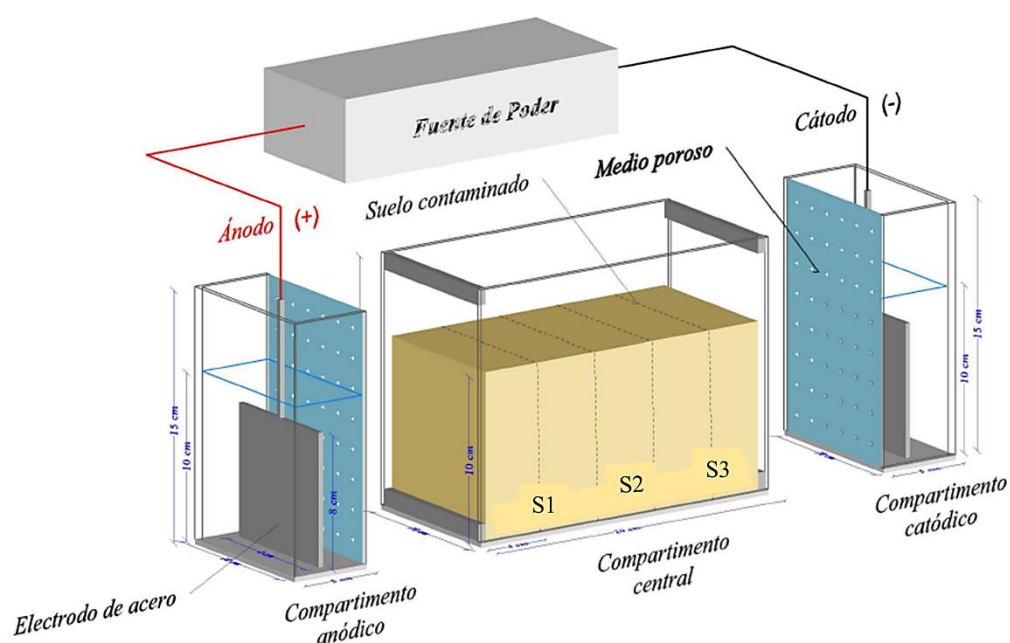 Fuente de Poder
(-)
Cátodo
Medio poroso
Suelo contaminado
Ánodo
(+)
15 cm
10 cm
8 cm
Electrodo de acero
Compartimento
anódico
10 cm
S1
S2
S3
Compartimento
central
15 cm
10 cm
Compartimento
catódico